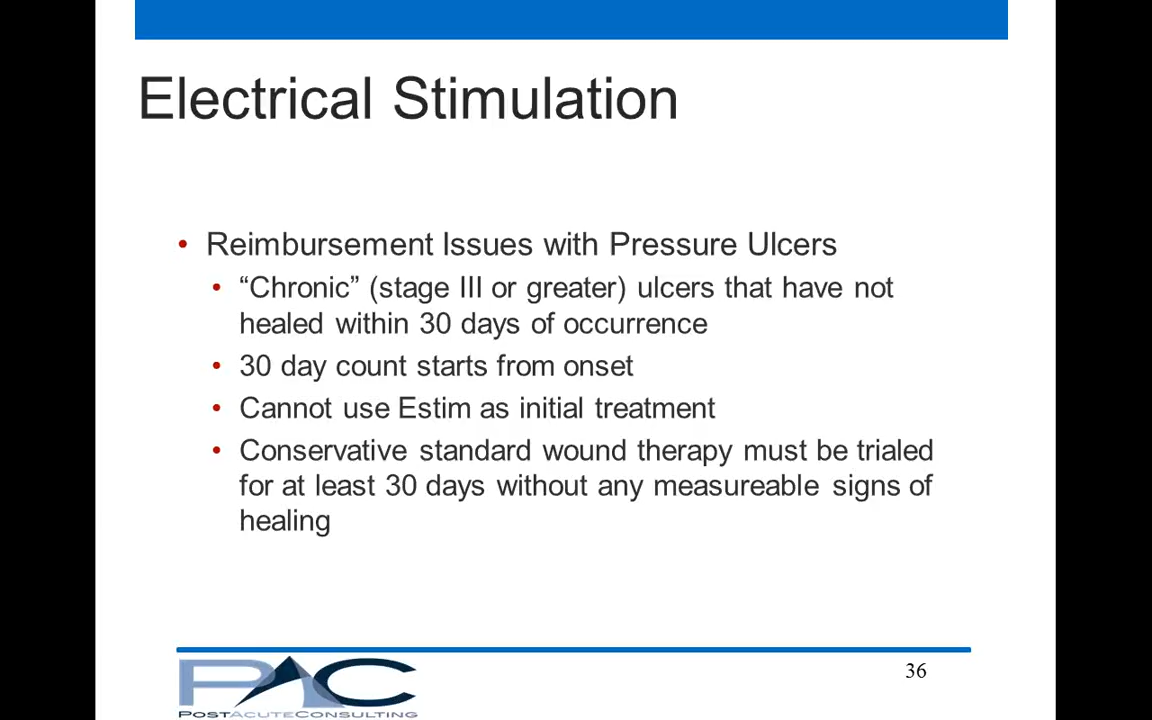 Electrical Stimulation
• Reimbursement Issues with Pressure Ulcers
• “Chronic” (stage III or greater) ulcers that have not
healed within 30 days of occurrence
• 30 day count starts from onset
• Cannot use Estim as initial treatment
• Conservative standard wound therapy must be trialed
for at least 30 days without any measureable signs of
healing
36
PAC
POSTACUTECONSULTING